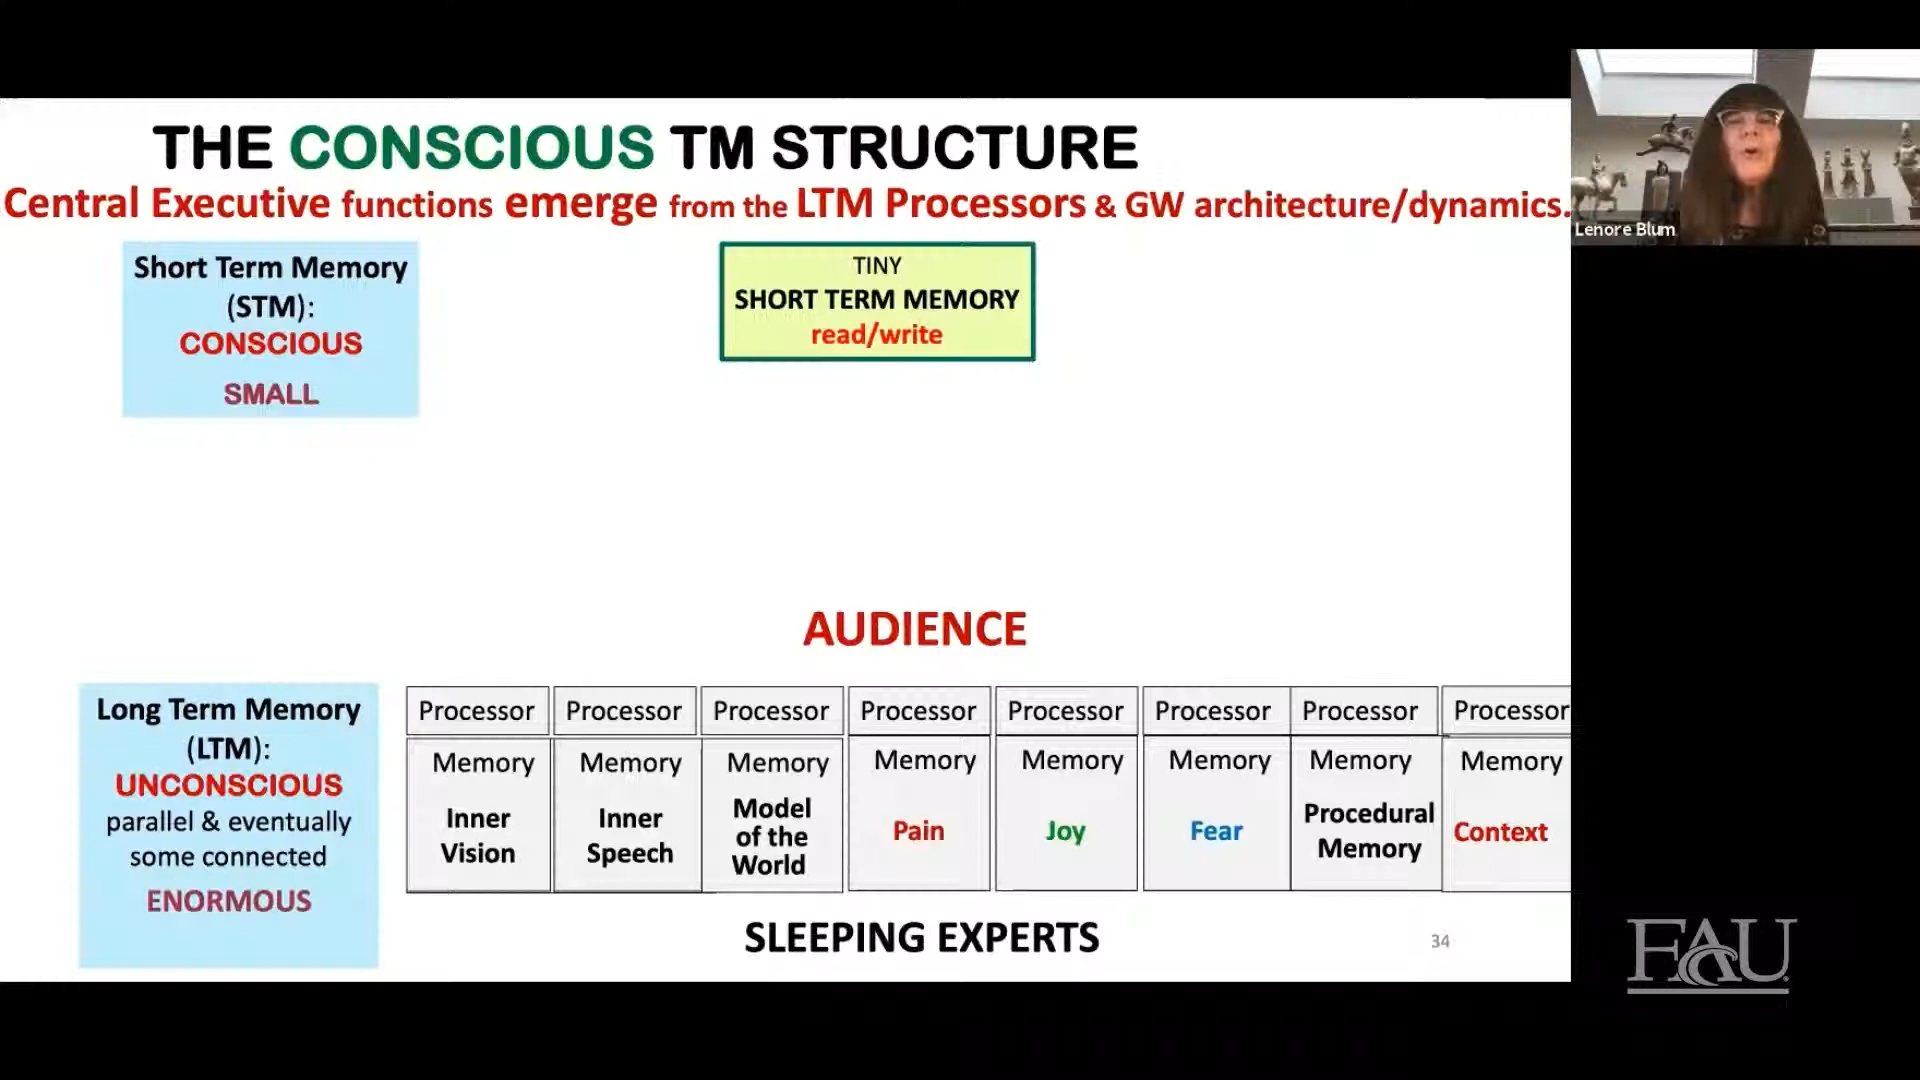 THE CONSCIOUS TM STRUCTURE
Central Executive functions emerge from the LTM Processors & GW architecture/dynamics.
Lenore Blum
Short Term Memory
(STM):
CONSCIOUS
SMALL
TINY
SHORT TERM MEMORY
read/write
AUDIENCE
Long Term Memory
(LTM):
UNCONSCIOUS
parallel & eventually
some connected
ENORMOUS
Processor Processor Processor Processor Processor Processor Processor Processor
Memory Memory Memory Memory Memory Memory Memory Memory
Inner
Vision
Inner
Speech
Model
of the
World
Pain
Joy
Fear
Procedural
Memory
Context
SLEEPING EXPERTS
34
FAU